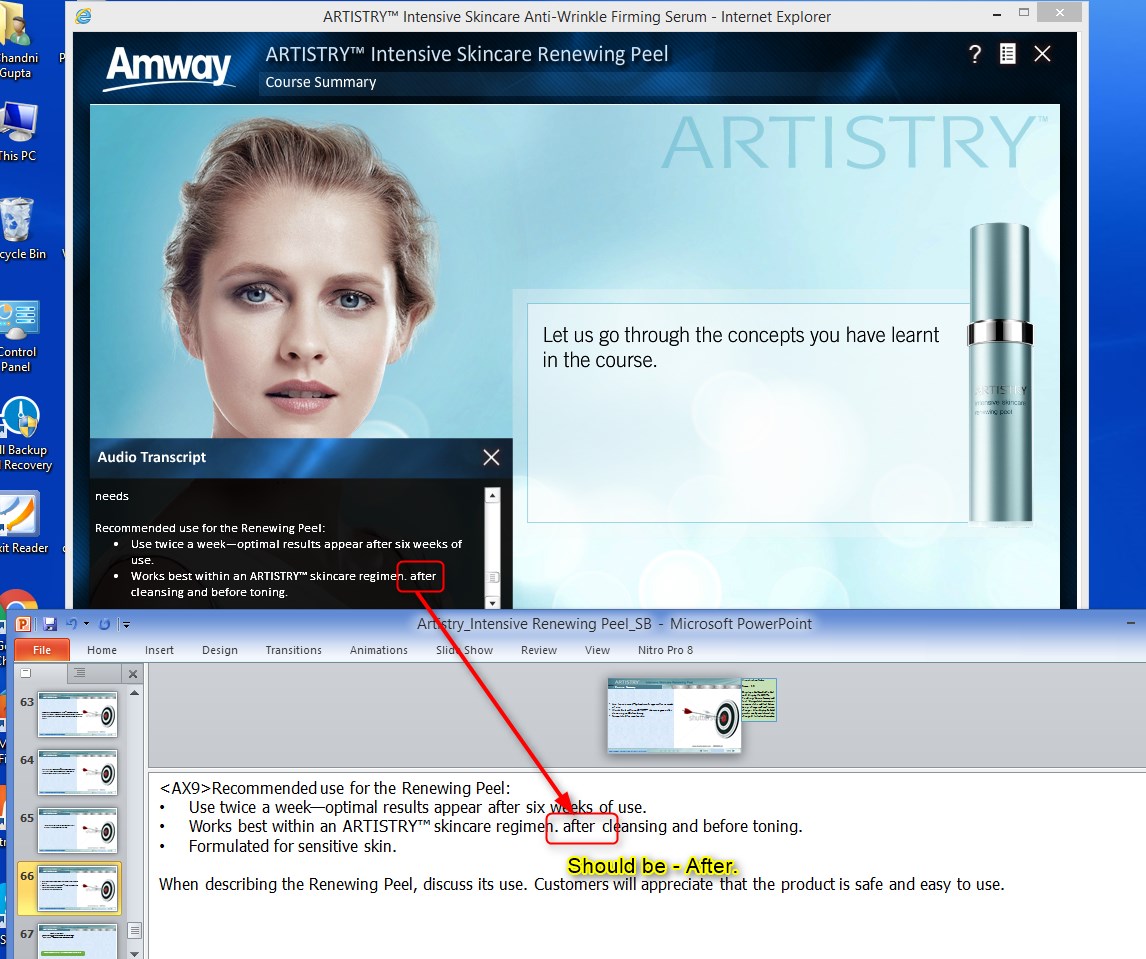 ARTISTRY™ Intensive Skincare Anti-Wrinkle Firming Serum - Internet Explorer
Chandni
Gupta
This PC
cycle Bin
Control
Panel
ll Backup
Recovery
xit Reader
Amway
ARTISTRY™ Intensive Skincare Renewing Peel
Course Summary
?
ARTISTRY™
Let us go through the concepts you have learnt
in the course.
ARTISTRY
intensive skincare
renewing peel
Audio Transcript
needs
Recommended use for the Renewing Peel:
• Use twice a week—optimal results appear after six weeks of
use.
• Works best within an ARTISTRY™ skincare regimen. after
cleansing and before toning.
Artistry_Intensive Renewing Peel_SB - Microsoft PowerPoint
File Home Insert Design Transitions Animations Slide Show Review View Nitro Pro 8
63
64
65
66
67
<AX9>Recommended use for the Renewing Peel:
• Use twice a week—optimal results appear after six weeks of use.
• Works best within an ARTISTRY™ skincare regimen. after cleansing and before toning.
• Formulated for sensitive skin.
Should be - After.
When describing the Renewing Peel, discuss its use. Customers will appreciate that the product is safe and easy to use.